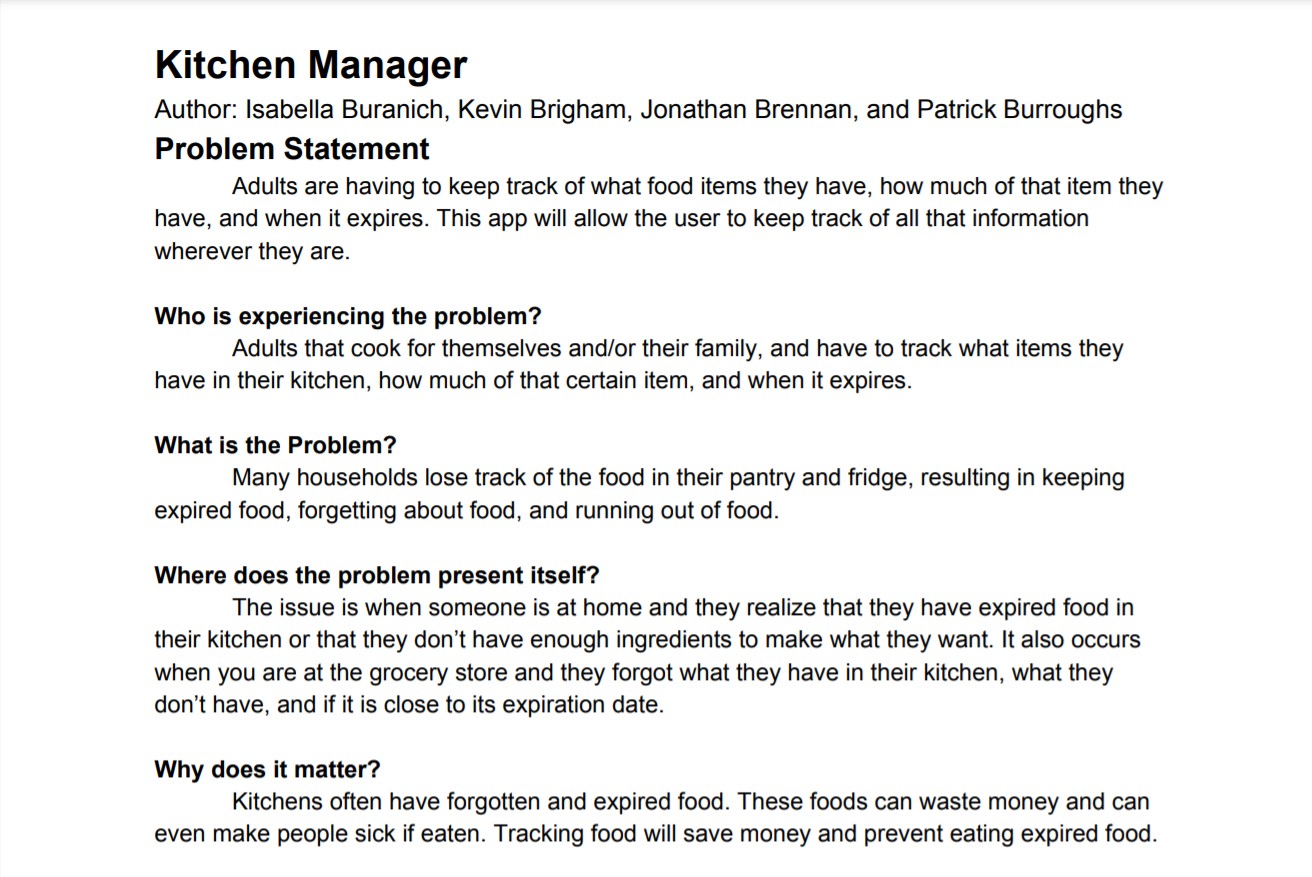 Kitchen Manager
Author: Isabella Buranich, Kevin Brigham, Jonathan Brennan, and Patrick Burroughs
Problem Statement
Adults are having to keep track of what food items they have, how much of that item they
have, and when it expires. This app will allow the user to keep track of all that information
wherever they are.
Who is experiencing the problem?
Adults that cook for themselves and/or their family, and have to track what items they
have in their kitchen, how much of that certain item, and when it expires.
What is the Problem?
Many households lose track of the food in their pantry and fridge, resulting in keeping
expired food, forgetting about food, and running out of food.
Where does the problem present itself?
The issue is when someone is at home and they realize that they have expired food in
their kitchen or that they don’t have enough ingredients to make what they want. It also occurs
when you are at the grocery store and they forgot what they have in their kitchen, what they
don’t have, and if it is close to its expiration date.
Why does it matter?
Kitchens often have forgotten and expired food. These foods can waste money and can
even make people sick if eaten. Tracking food will save money and prevent eating expired food.